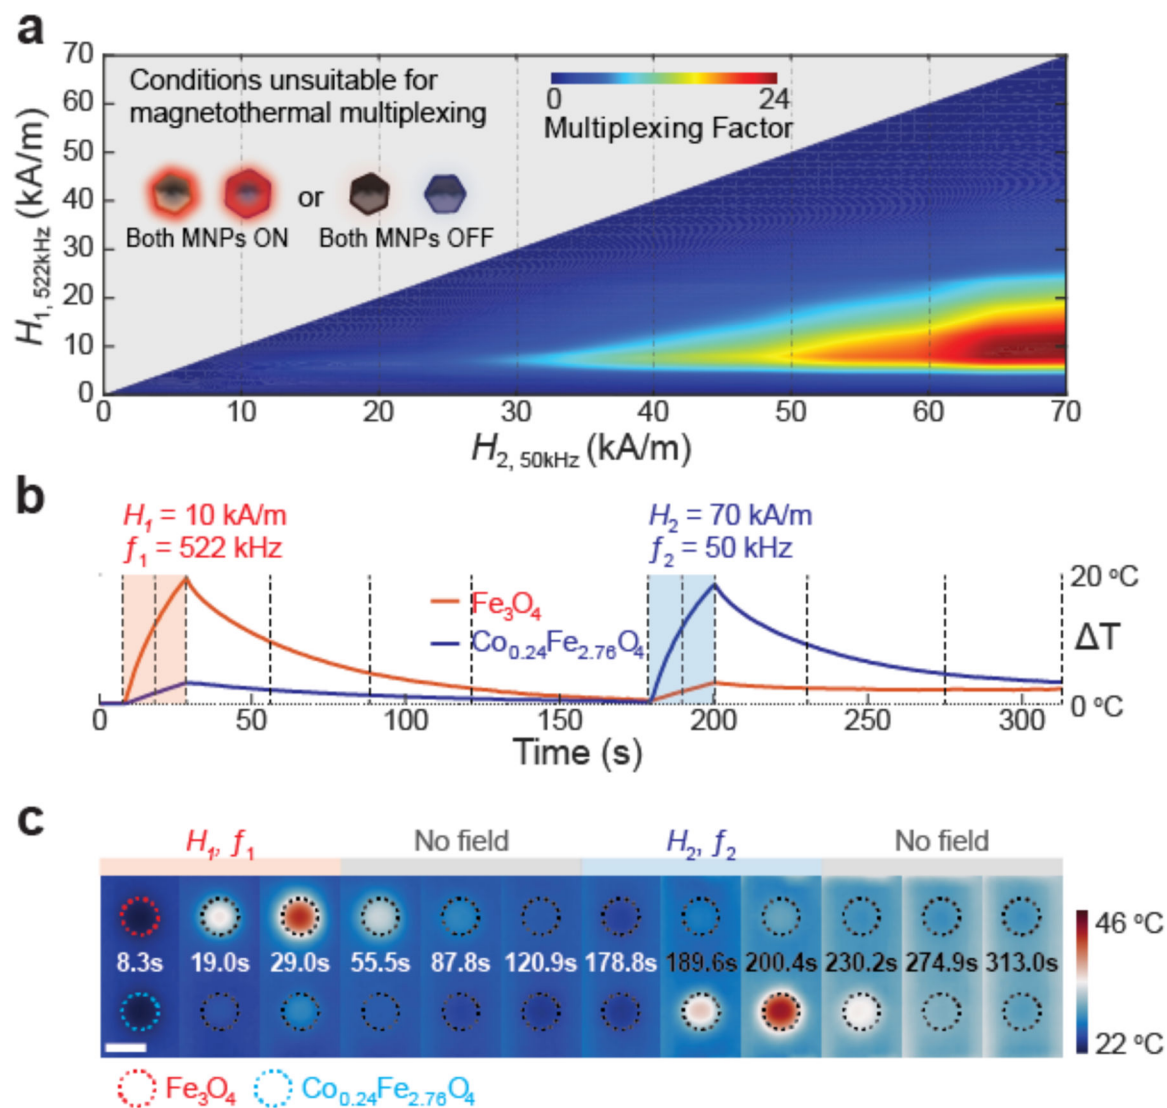 a
70
60
50
40
30
20
10
0
H1, 522kHz (kA/m)
Conditions unsuitable for
magnetothermal multiplexing
Both MNPs ON or Both MNPs OFF
0 24
Multiplexing Factor
0 10 20 30 40 50 60 70
H2, 50kHz (kA/m)
b
H1 = 10 kA/m
f1 = 522 kHz
H2 = 70 kA/m
f2 = 50 kHz
Fe3O4
Co0.24Fe2.76O4
20 ºC
ΔT
0 ºC
0 50 100 150 200 250 300
Time (s)
c
H1, f1 No field H2, f2 No field
8.3s 19.0s 29.0s 55.5s 87.8s 120.9s 178.8s 189.6s 200.4s 230.2s 274.9s 313.0s
46 ºC
22 ºC
Fe3O4 Co0.24Fe2.76O4